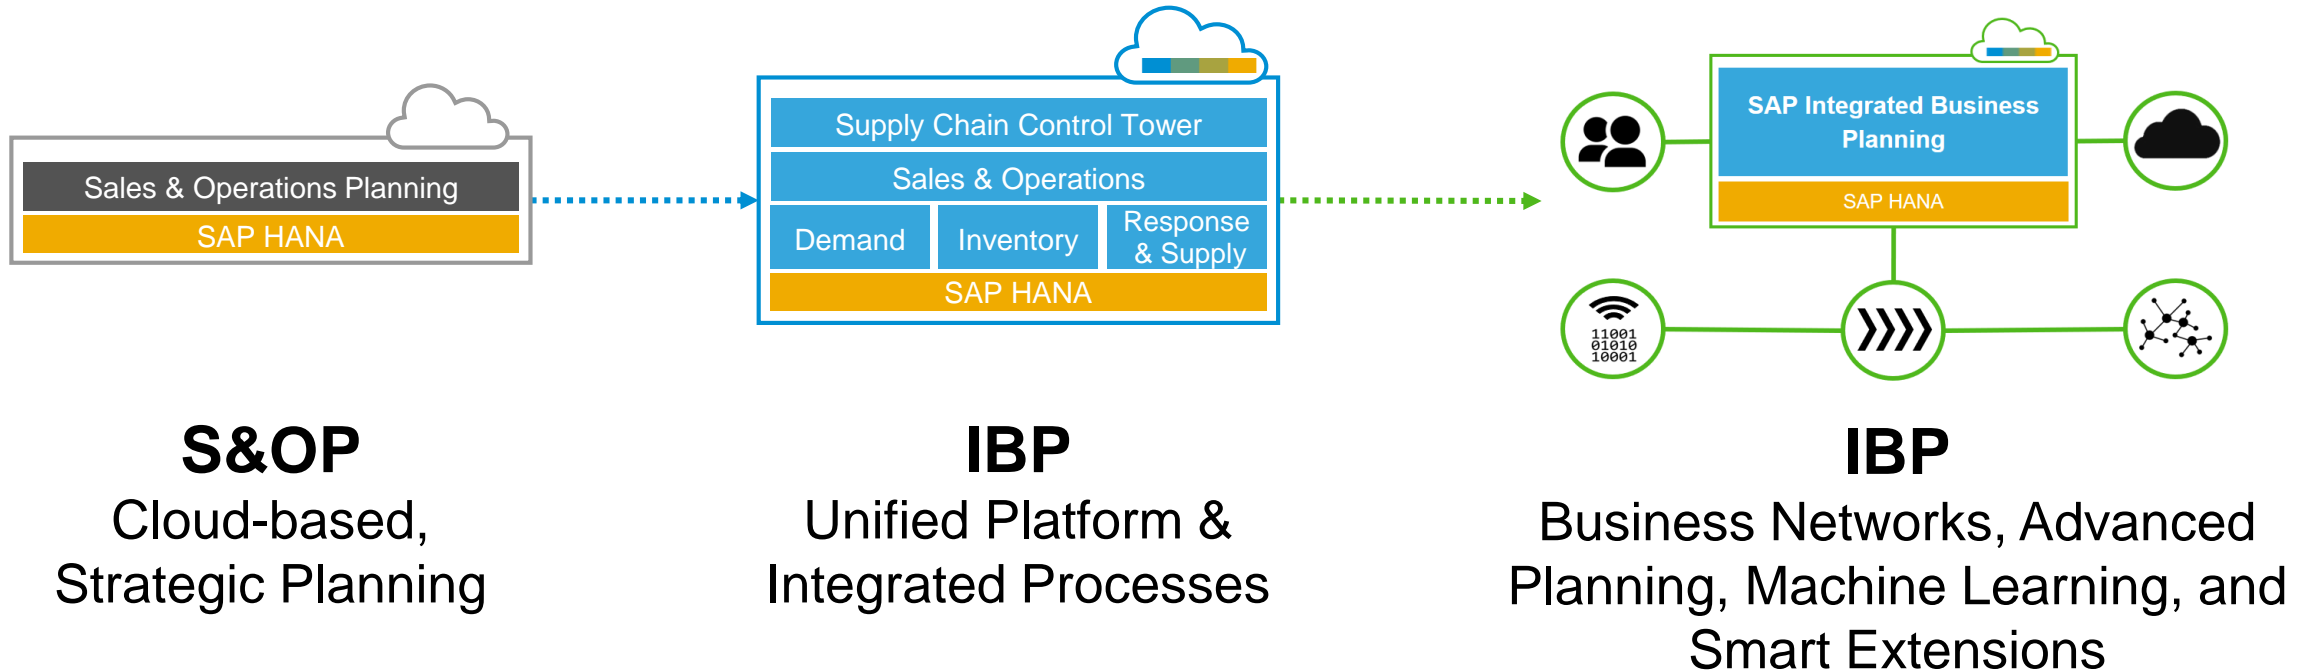 Sales & Operations Planning
SAP HANA
S&OP
Cloud-based,
Strategic Planning
Supply Chain Control Tower
Sales & Operations
Demand
Inventory
Response
& Supply
SAP HANA
IBP
Unified Platform &
Integrated Processes
SAP Integrated Business
Planning
SAP HANA
11001
01010
10001
IBP
Business Networks, Advanced
Planning, Machine Learning, and
Smart Extensions